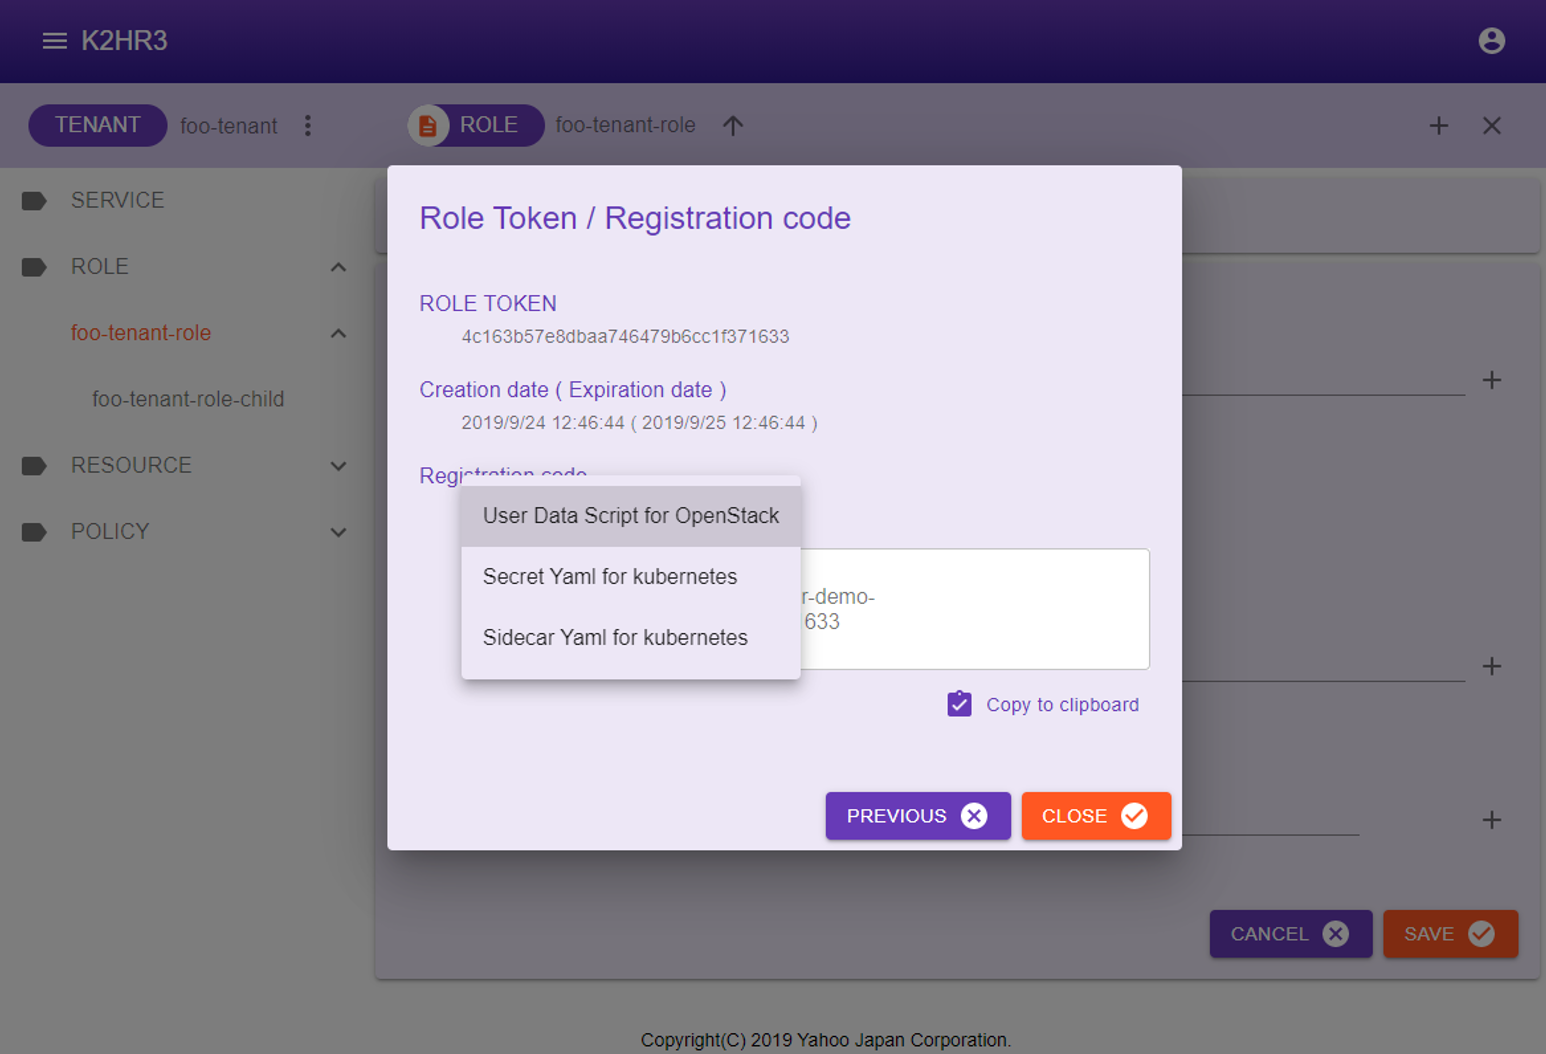 K2HR3
TENANT foo-tenant ROLE foo-tenant-role
SERVICE
ROLE
foo-tenant-role
foo-tenant-role-child
RESOURCE
POLICY
Role Token / Registration code
ROLE TOKEN
4c163b57e8dbaa746479b6cc1f371633
Creation date ( Expiration date )
2019/9/24 12:46:44 ( 2019/9/25 12:46:44 )
Registration code
User Data Script for OpenStack
Secret Yaml for kubernetes
Sidecar Yaml for kubernetes
r-demo-
633
Copy to clipboard
PREVIOUS CLOSE
CANCEL SAVE
Copyright(C) 2019 Yahoo Japan Corporation.